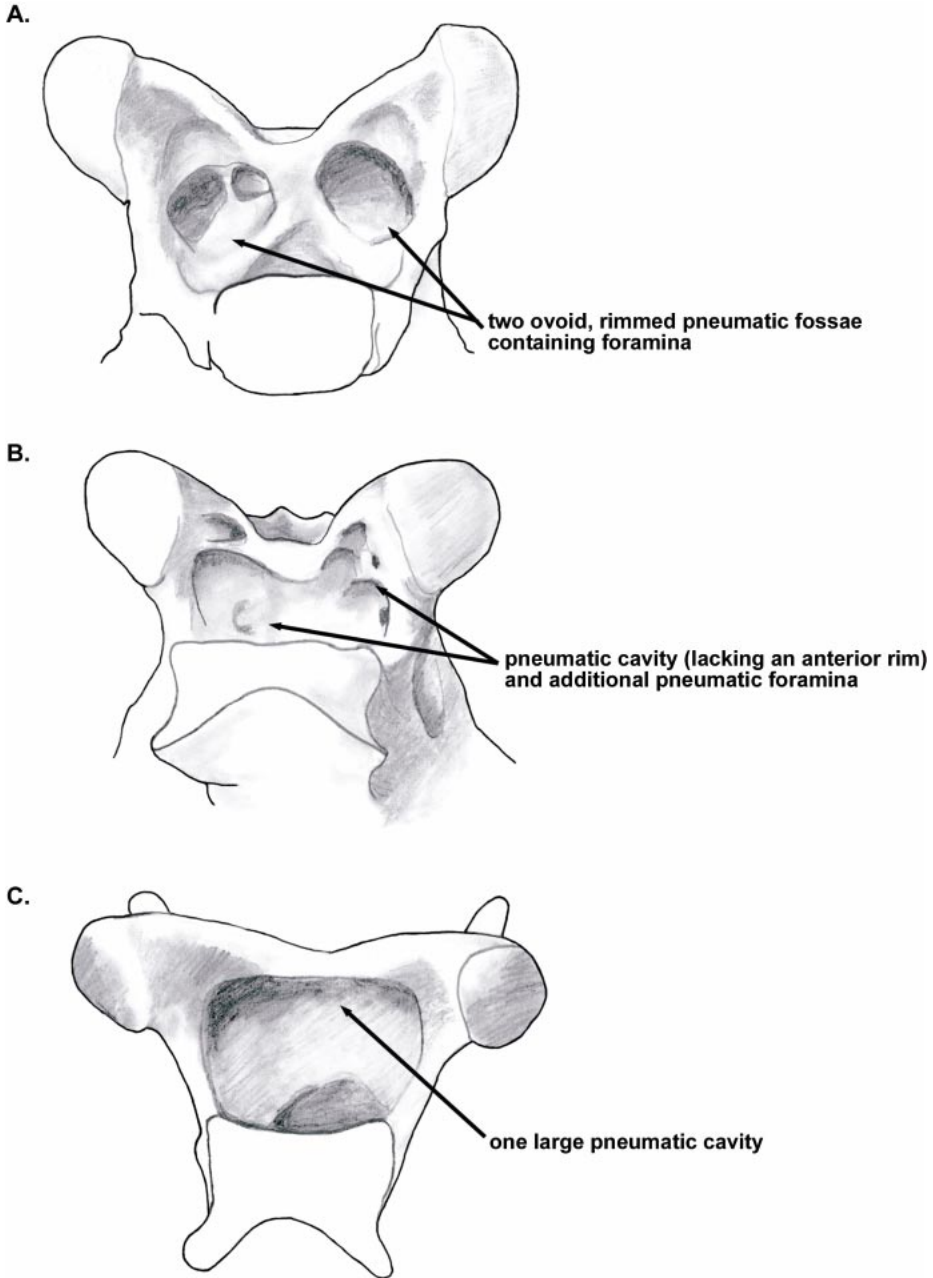 A.
two ovoid, rimmed pneumatic fossae
containing foramina
B.
pneumatic cavity (lacking an anterior rim)
and additional pneumatic foramina
C.
one large pneumatic cavity